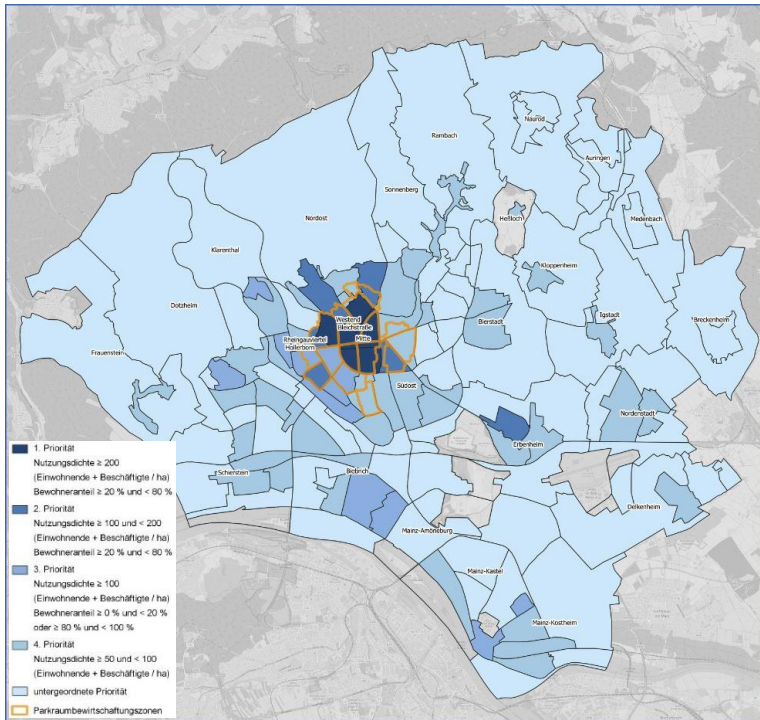 Naurod
Rambach
Auringen
Sonnenberg
Heßloch
Medenbach
Nordost
Klarenthal
Kloppenheim
Dotzheim
Igstadt
Bierstadt
Breckenheim
Westend
Bleichstraße
Rheingauviertel
Hollerborn
Mitte
Frauenstein
Südost
Nordenstadt
Erbenheim
Schierstein
Biebrich
Delkenheim
Mainz-Amöneburg
Mainz-Kastel
Mainz-Kostheim
1. Priorität
Nutzungsdichte ≥ 200
(Einwohnende + Beschäftigte / ha)
Bewohneranteil ≥ 20 % und < 80 %
2. Priorität
Nutzungsdichte ≥ 100 und < 200
(Einwohnende + Beschäftigte / ha)
Bewohneranteil ≥ 20 % und < 80 %
3. Priorität
Nutzungsdichte ≥ 100
(Einwohnende + Beschäftigte / ha)
Bewohneranteil ≥ 0 % und < 20 %
oder ≥ 80 % und < 100 %
4. Priorität
Nutzungsdichte ≥ 50 und < 100
(Einwohnende + Beschäftigte / ha)
untergeordnete Priorität
Parkraumbewirtschaftungszonen